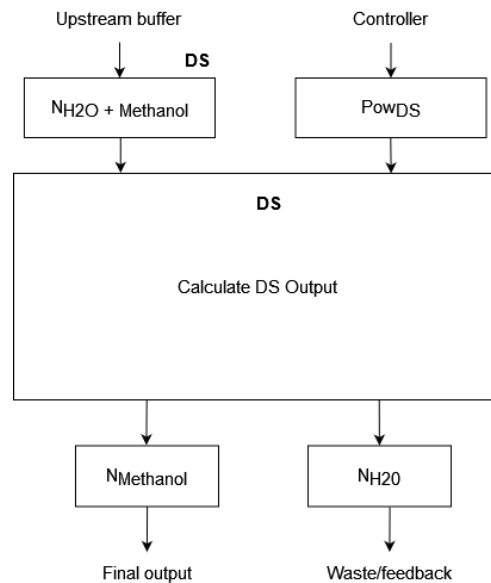 Upstream buffer
Controller
DS
NH2O + Methanol
PowDS
DS
Calculate DS Output
NMethanol
NH20
Final output
Waste/feedback